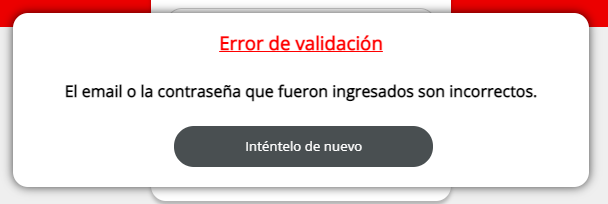 Error de validación
El email o la contraseña que fueron ingresados son incorrectos.
Inténtelo de nuevo